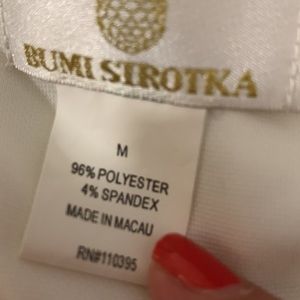 BUMI SIROTKA
M
96% POLYESTER
4% SPANDEX
MADE IN MACAU
RN#110395